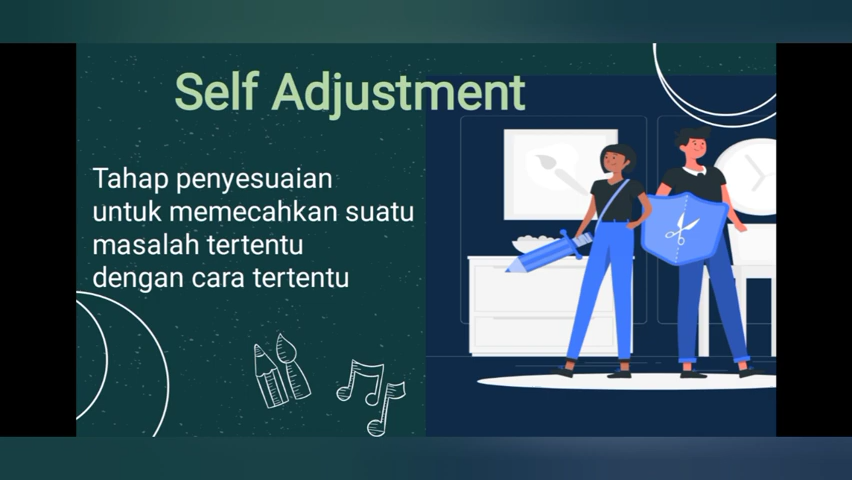 Self Adjustment
Tahap penyesuaian
untuk memecahkan suatu
masalah tertentu
dengan cara tertentu